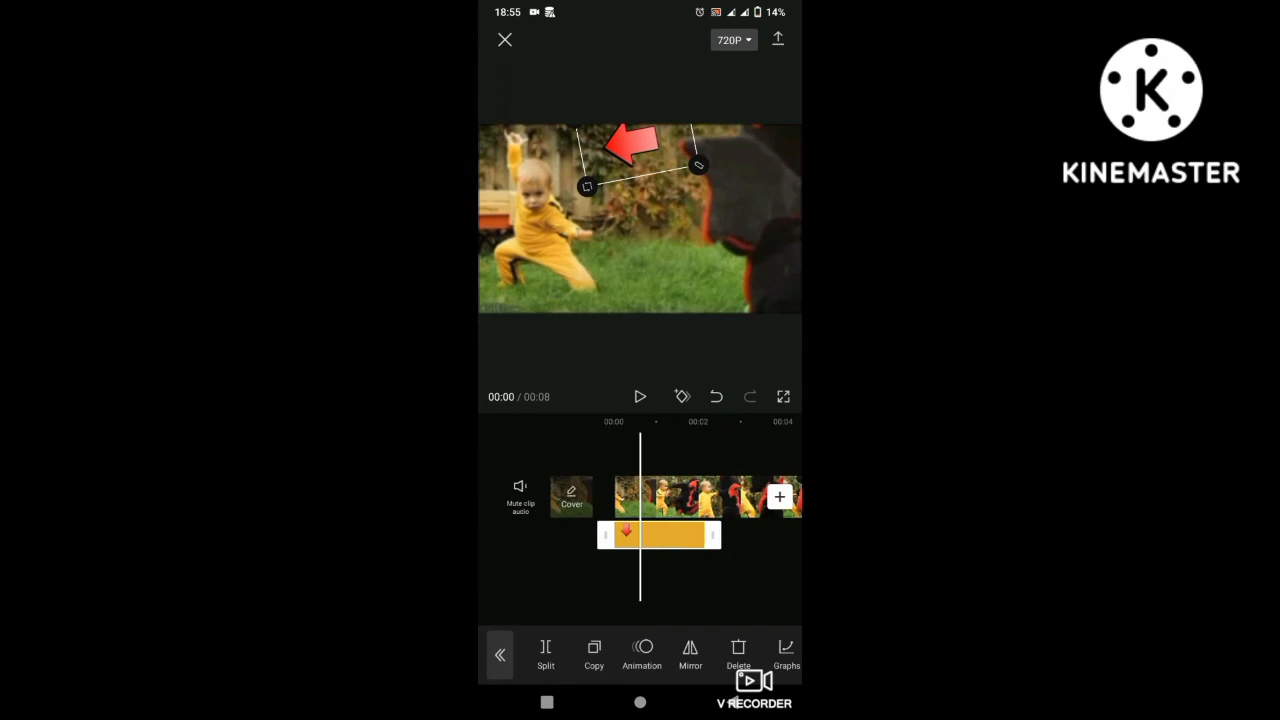 18:55
14%
720P
K
KINEMASTER
00:00 / 00:08
00:00
00:02
00:04
Mute clip
audio
Cover
Split
Copy
Animation
Mirror
Delete
Graphs
V RECORDER